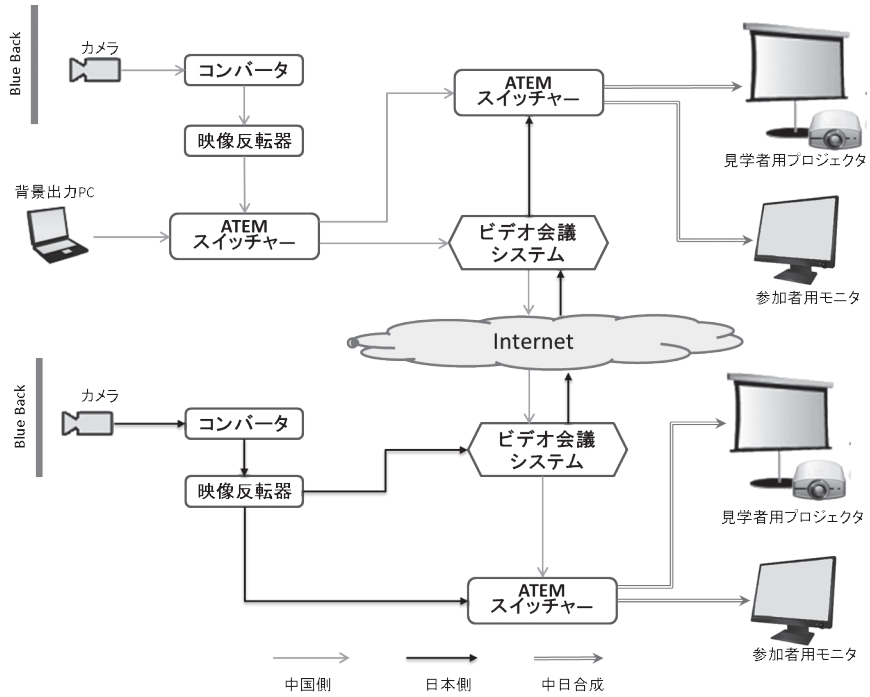 Blue Back
カメラ
コンバータ
映像反転器
背景出力PC
ATEM
スイッチャー
ATEM
スイッチャー
見学者用プロジェクタ
ビデオ会議
システム
参加者用モニタ
Internet
Blue Back
カメラ
コンバータ
映像反転器
ビデオ会議
システム
見学者用プロジェクタ
ATEM
スイッチャー
参加者用モニタ
中国側
日本側
中日合成